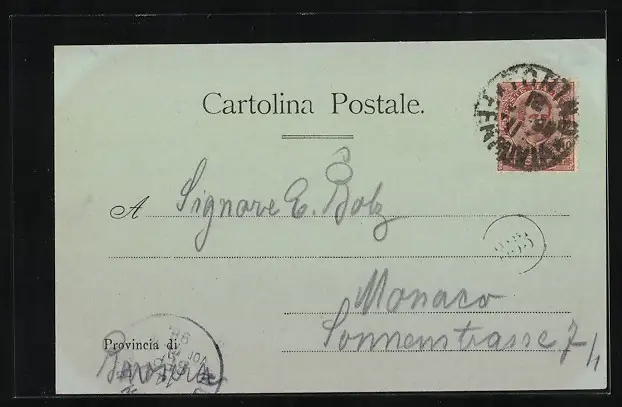 Cartolina Postale.
A Signore E. Bolz
Monaco
Sonnenstrasse 7/1
Provincia di
Baviera